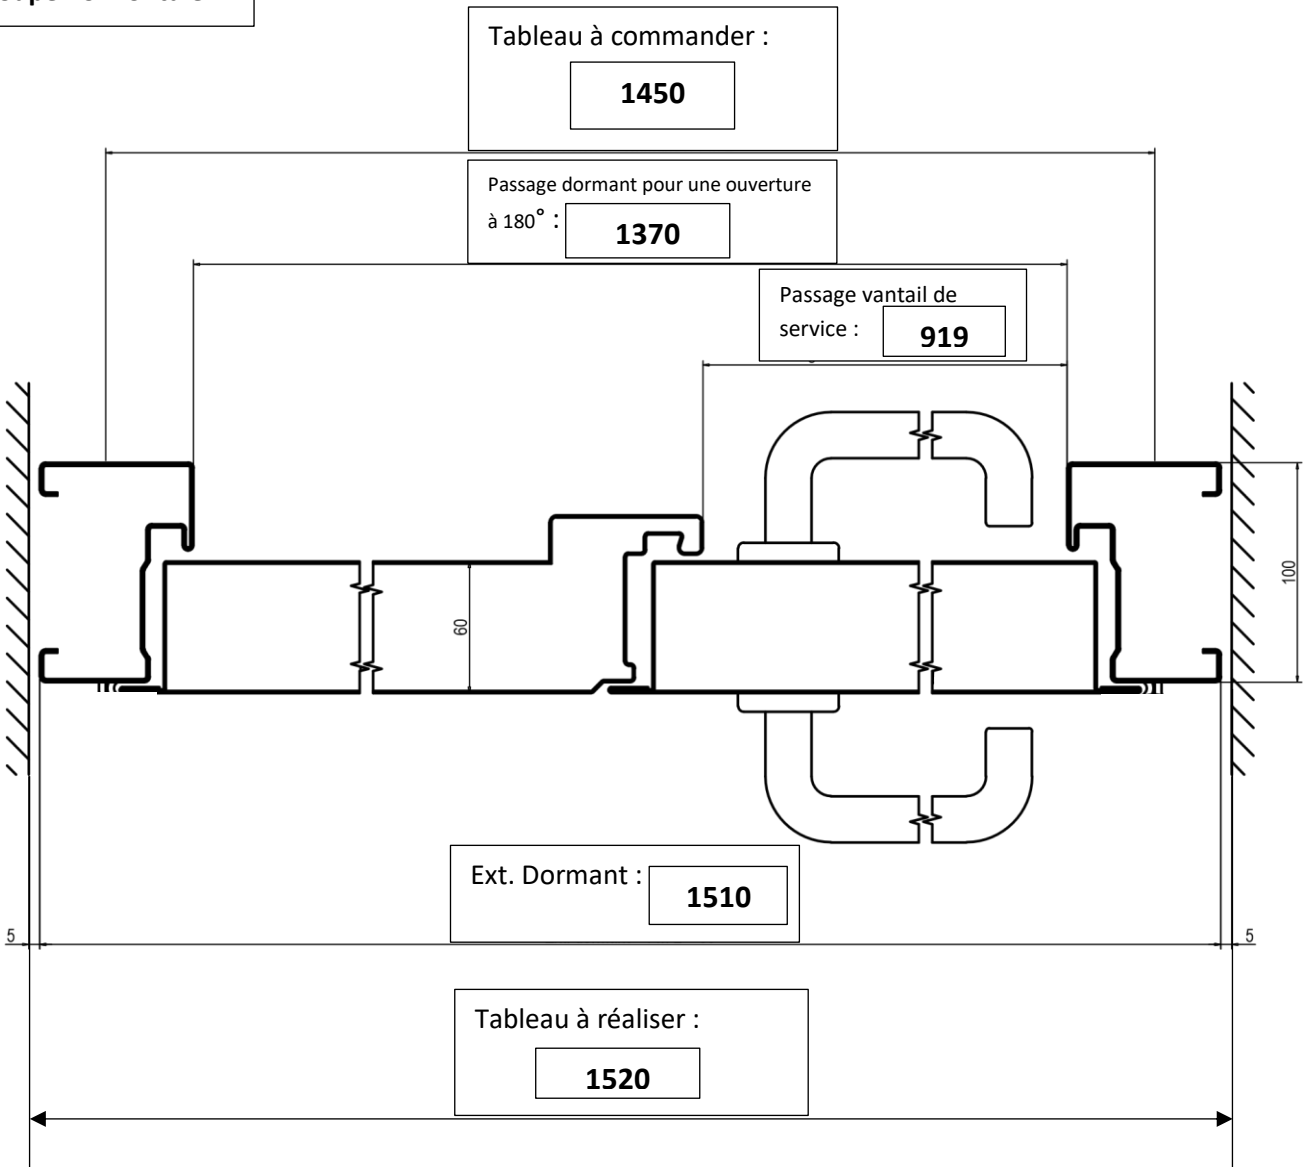 Tableau à commander :
1450
Passage dormant pour une ouverture
à 180° :
1370
Passage vantail de
service :
919
60
100
Ext. Dormant :
1510
5
5
Tableau à réaliser :
1520